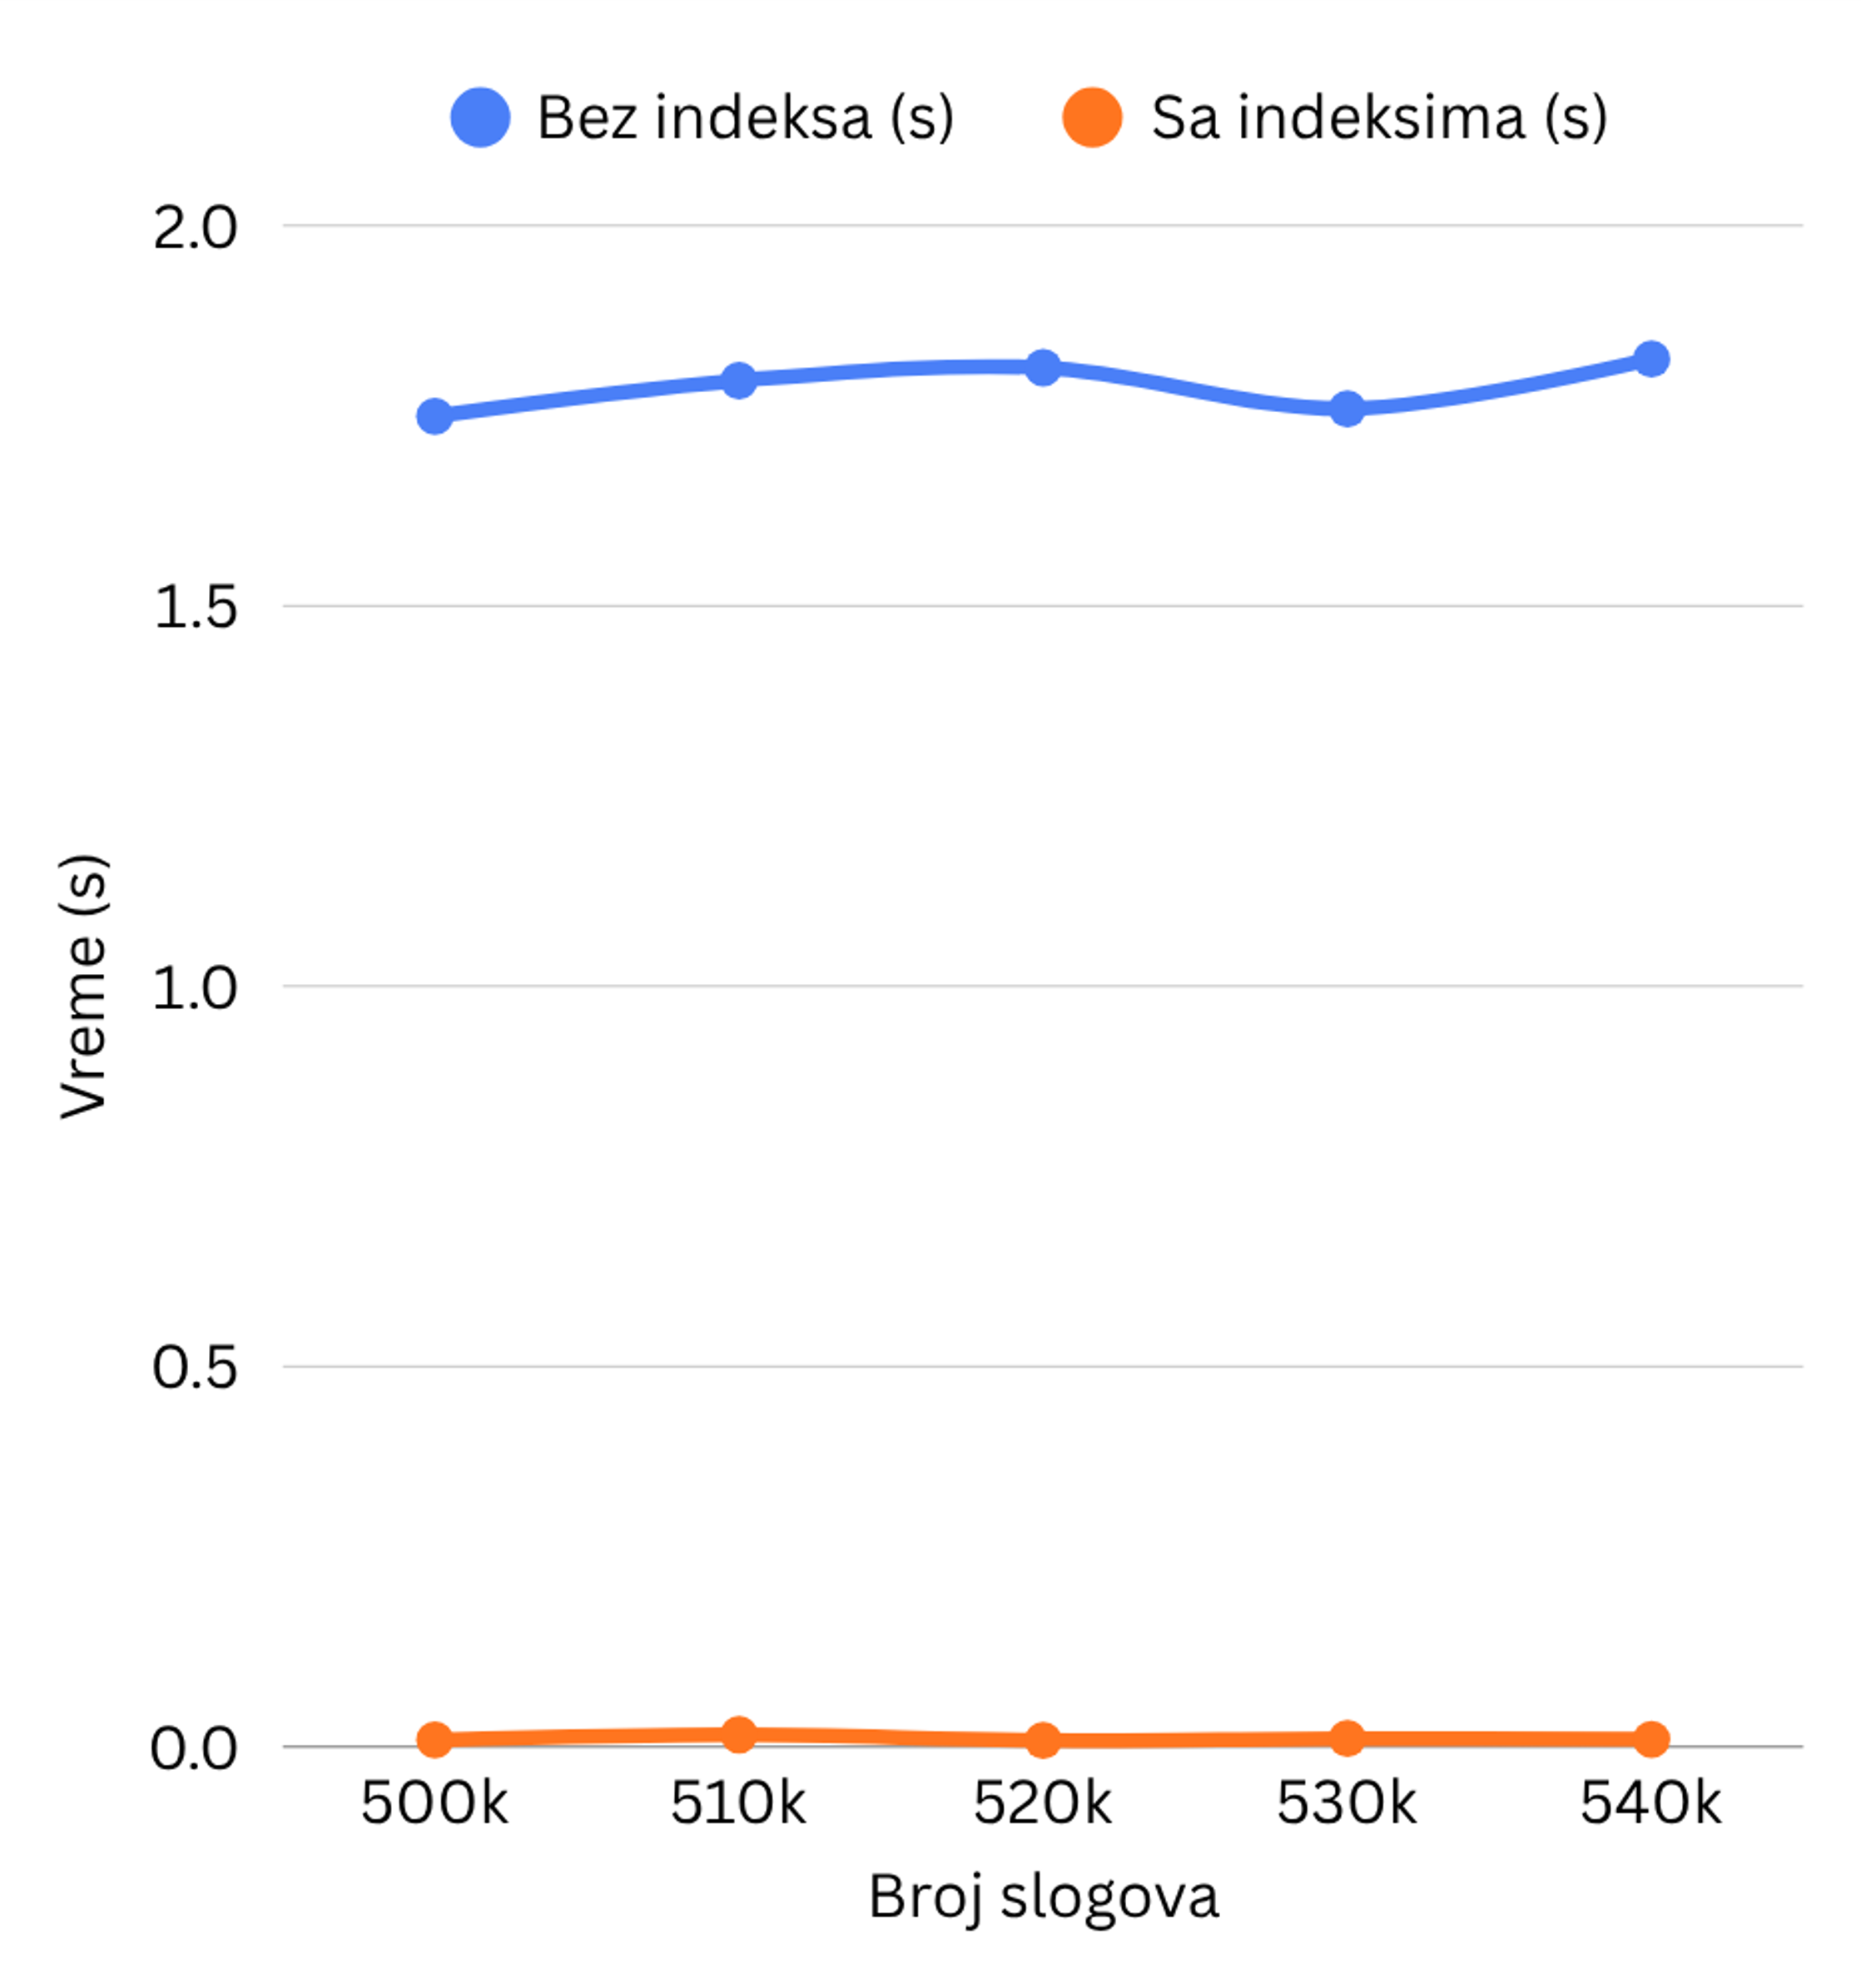 Bez indeksa (s) Sa indeksima (s)
2.0
1.5
1.0
0.5
0.0
Vreme (s)
500k 510k 520k 530k 540k
Broj slogova